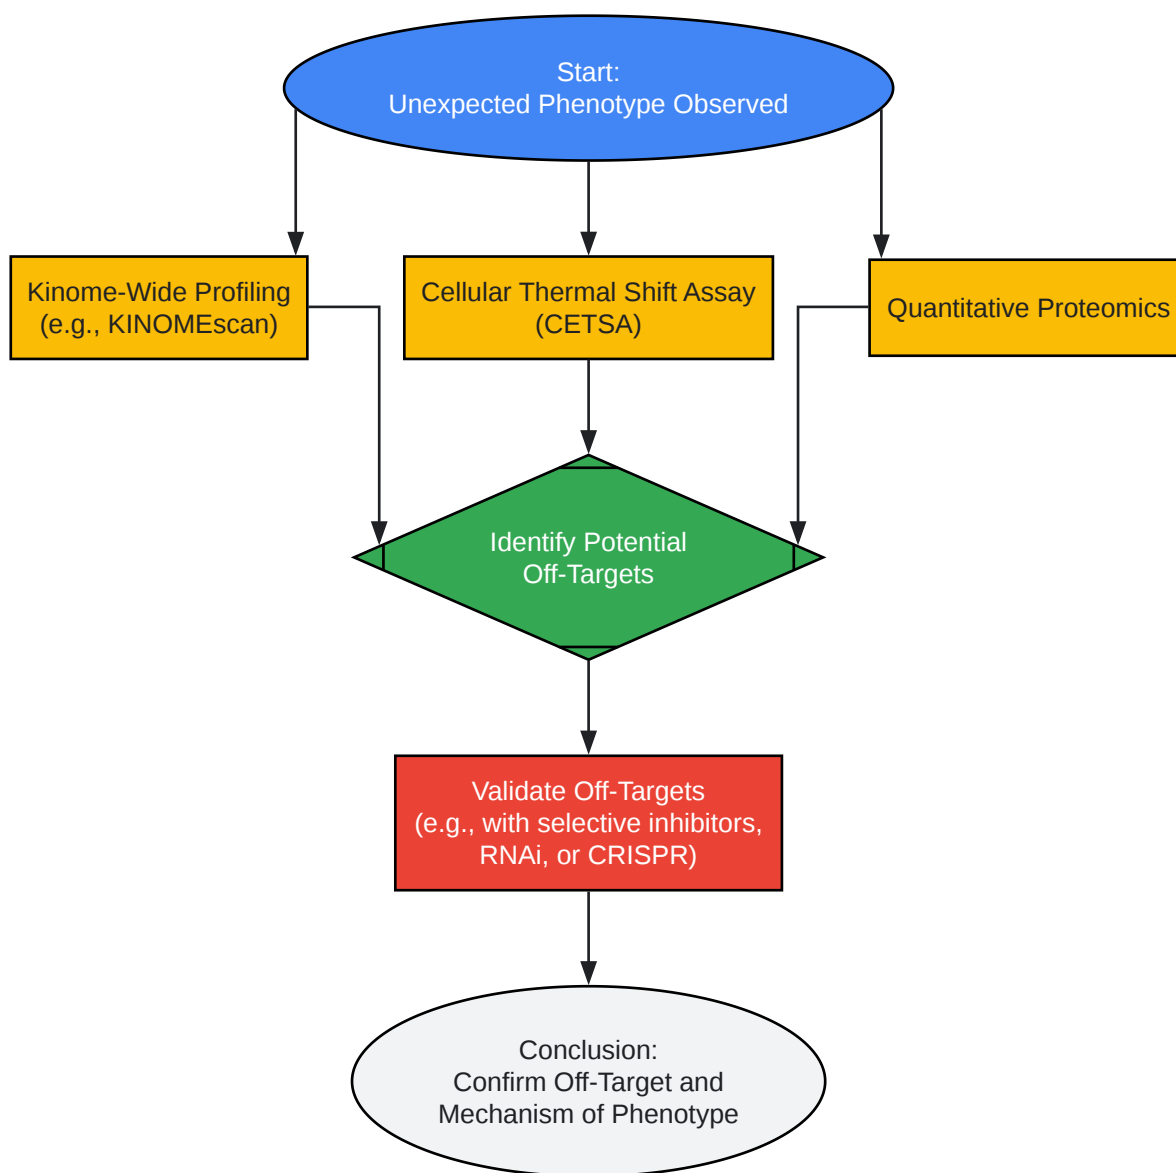 Start:
Unexpected Phenotype Observed
Kinome-Wide Profiling
(e.g., KINOMEscan)
Cellular Thermal Shift Assay
(CETSA)
Quantitative Proteomics
Identify Potential
Off-Targets
Validate Off-Targets
(e.g., with selective inhibitors,
RNAi, or CRISPR)
Conclusion:
Confirm Off-Target and
Mechanism of Phenotype